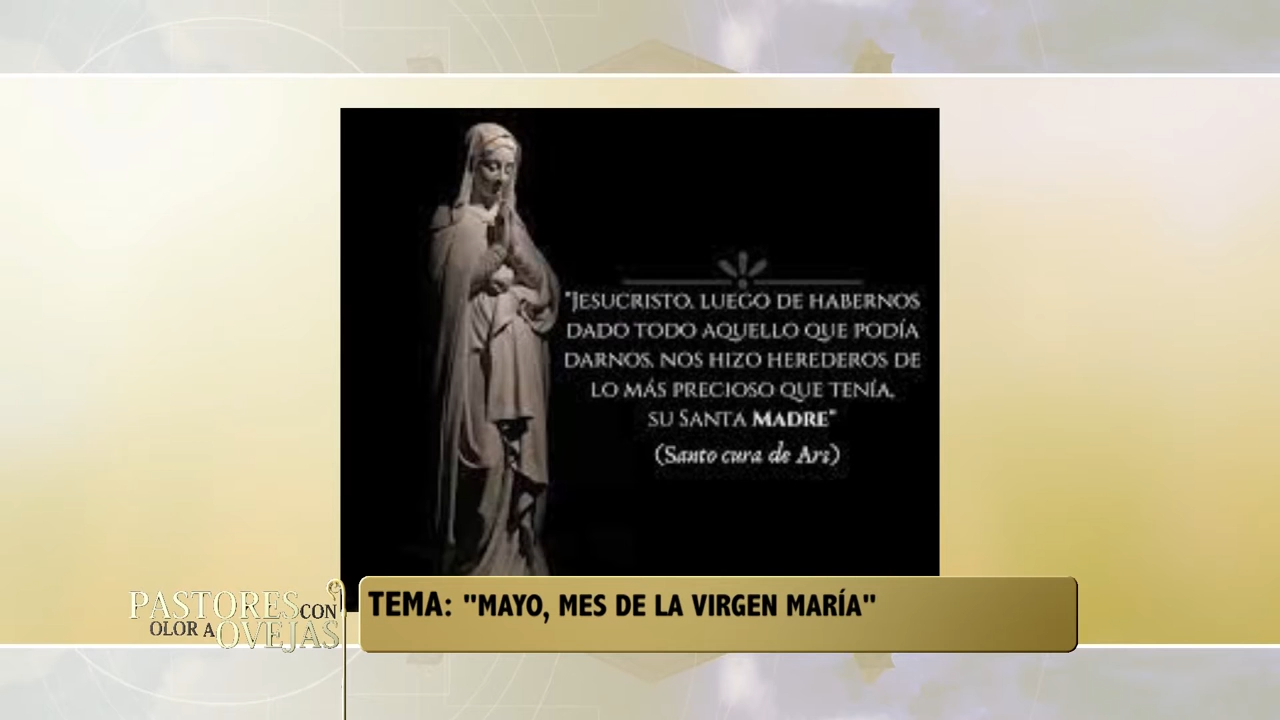 "JESUCRISTO, LUEGO DE HABERNOS
DADO TODO AQUELLO QUE PODÍA
DARNOS, NOS HIZO HEREDEROS DE
LO MÁS PRECIOSO QUE TENÍA,
SU SANTA MADRE"
(Santo cura de Ars)
PASTORES CON
OLOR A OVEJAS
TEMA: "MAYO, MES DE LA VIRGEN MARÍA"